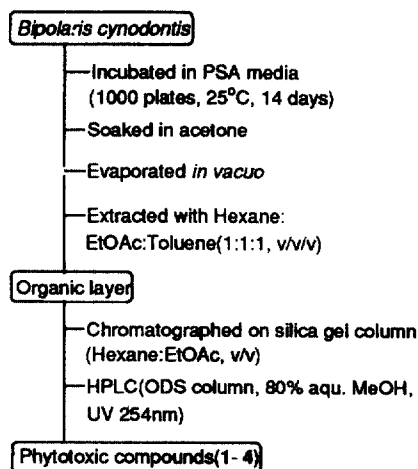 Bipolaris cynodontis
Incubated in PSA media
(1000 plates, 25°C, 14 days)
Soaked in acetone
Evaporated in vacuo
Extracted with Hexane:
EtOAc:Toluene(1:1:1, v/v/v)
Organic layer
Chromatographed on silica gel column
(Hexane:EtOAc, v/v)
HPLC(ODS column, 80% aqu. MeOH,
UV 254nm)
Phytotoxic compounds(1- 4)